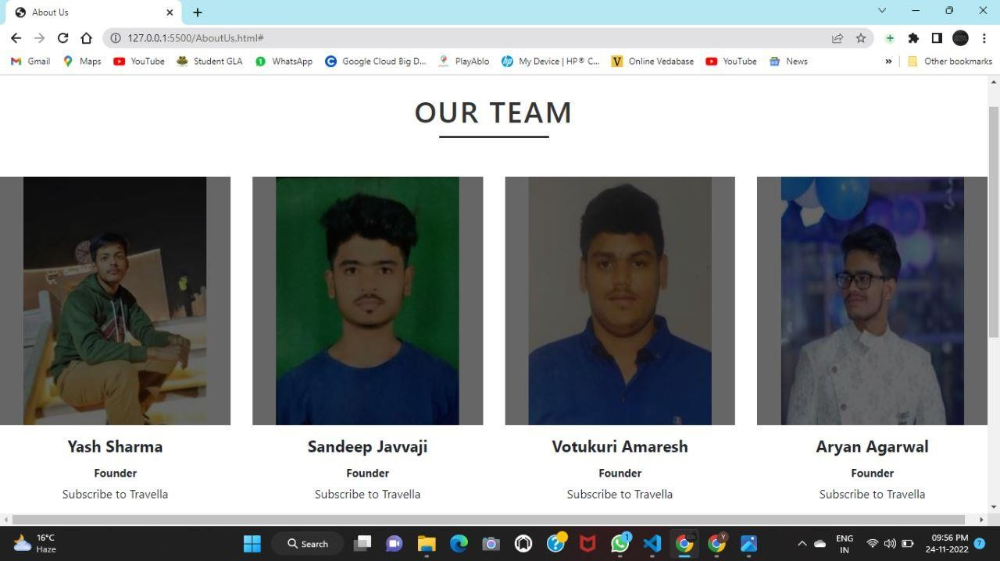 About Us
127.0.0.1:5500/AboutUs.html#
Gmail Maps YouTube Student GLA WhatsApp Google Cloud Big D... PlayAblo My Device | HP® C... Online Vedabase YouTube News » Other bookmarks
OUR TEAM
Yash Sharma Sandeep Javvaji Votukuri Amaresh Aryan Agarwal
Founder Founder Founder Founder
Subscribe to Travella Subscribe to Travella Subscribe to Travella Subscribe to Travella
16°C
Haze
Search
1
Y
ENG
IN
09:56 PM
24-11-2022
7